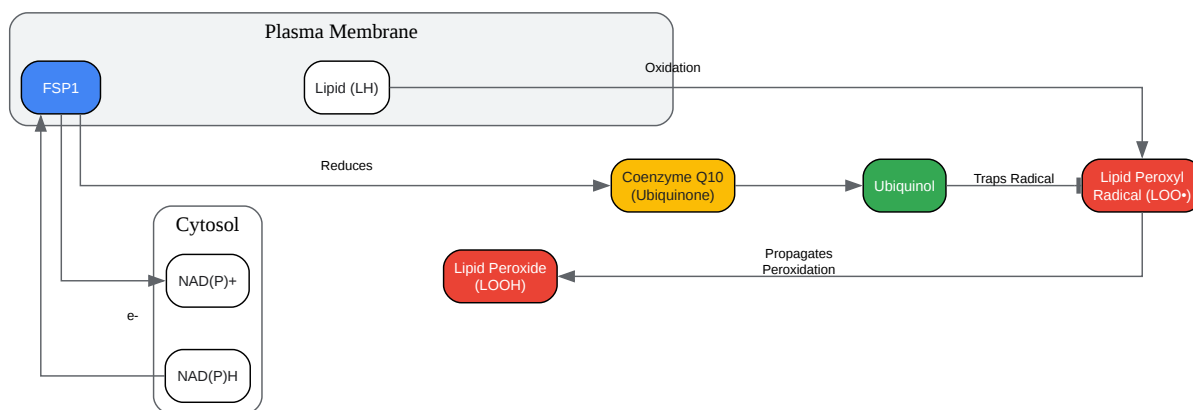 Plasma Membrane
FSP1
Lipid (LH)
Oxidation
Reduces
Coenzyme Q10
(Ubiquinone)
Ubiquinol
Traps Radical
Lipid Peroxyl
Radical (LOO•)
Cytosol
NAD(P)+
Lipid Peroxide
(LOOH)
Propagates
Peroxidation
e-
NAD(P)H